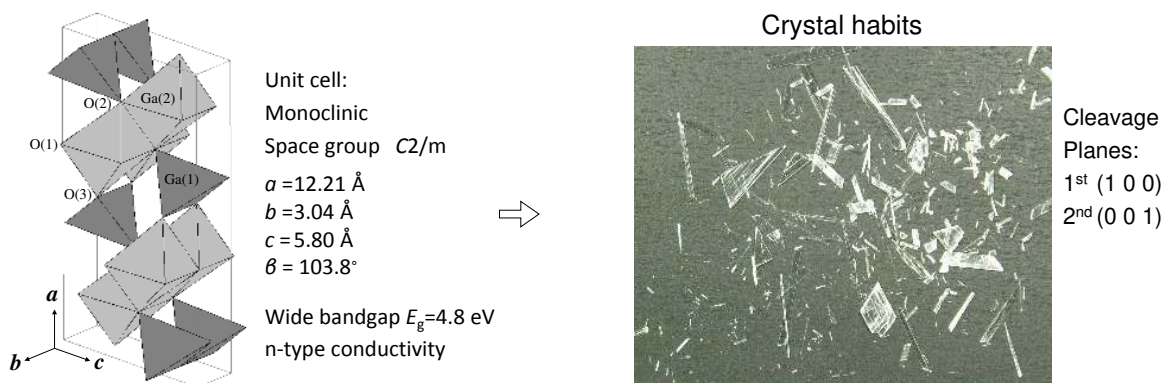 Crystal habits
O(2)
Ga(2)
O(1)
O(3)
Ga(1)
a
b
c
Unit cell:
Monoclinic
Space group C2/m
a =12.21 Å
b =3.04 Å
c =5.80 Å
β = 103.8°
Wide bandgap Eg=4.8 eV
n-type conductivity
Cleavage
Planes:
1st (1 0 0)
2nd (0 0 1)